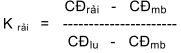 CĐrải - CĐmb
K rải = ----------------------
CĐlu - CĐmb